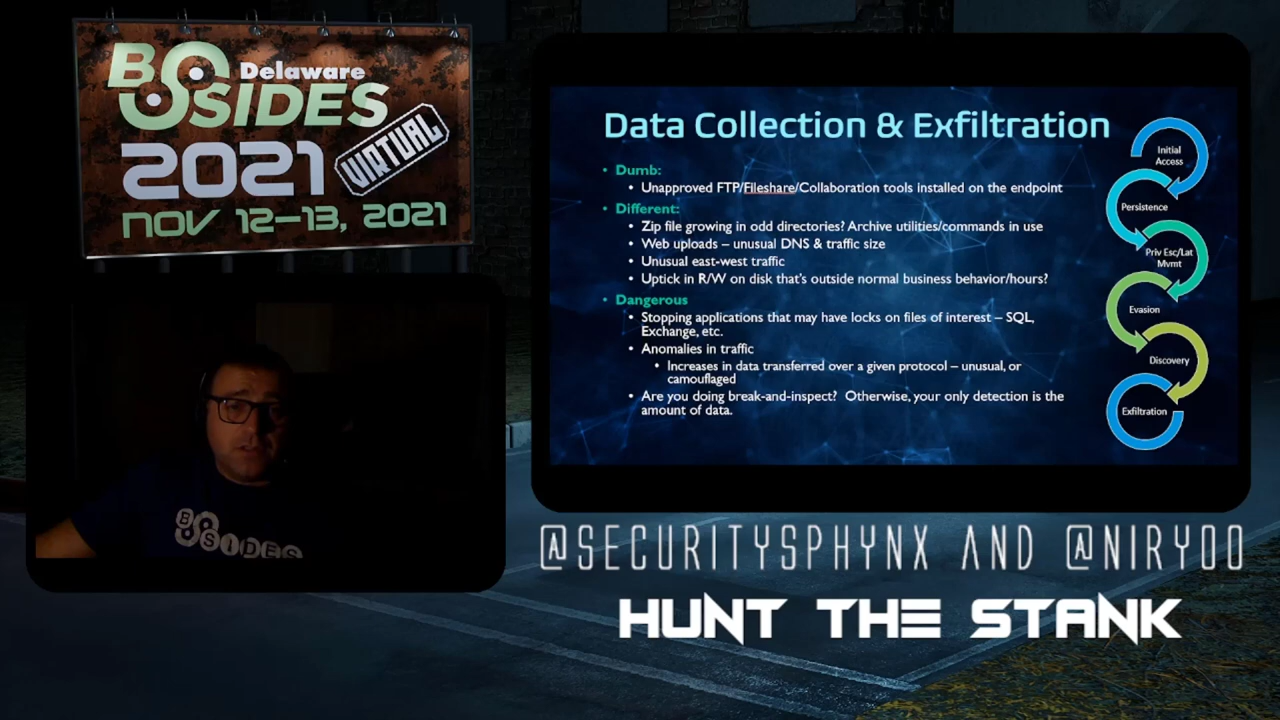 BSIDES
Delaware
2021
VIRTUAL
NOV 12-13, 2021
BSIDES
Data Collection & Exfiltration
• Dumb:
• Unapproved FTP/Fileshare/Collaboration tools installed on the endpoint
• Different:
• Zip file growing in odd directories? Archive utilities/commands in use
• Web uploads – unusual DNS & traffic size
• Unusual east-west traffic
• Uptick in R/W on disk that's outside normal business behavior/hours?
• Dangerous
• Stopping applications that may have locks on files of interest – SQL,
Exchange, etc.
• Anomalies in traffic
• Increases in data transferred over a given protocol – unusual, or
camouflaged
• Are you doing break-and-inspect? Otherwise, your only detection is the
amount of data.
Initial
Access
Persistence
Priv Esc/Lat
Mvmt
Evasion
Discovery
Exfiltration
@SECURITYSPHYNX AND @NIRYOO
HUNT THE STANK